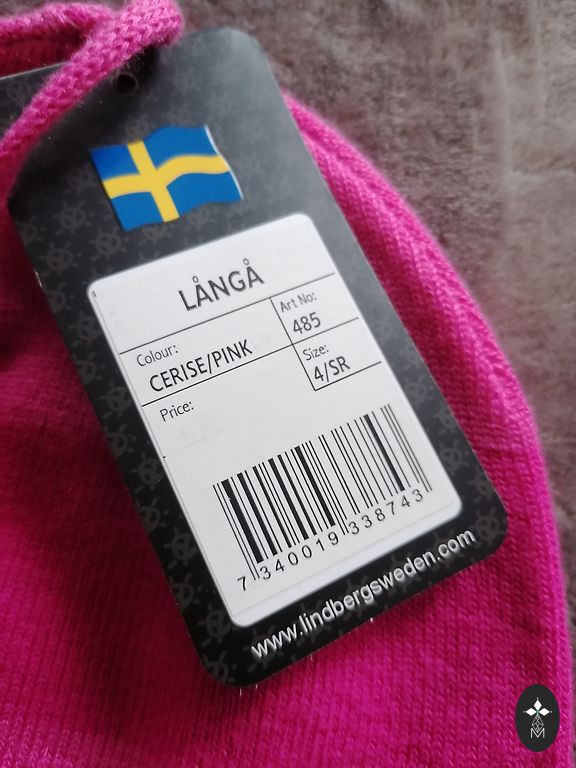 LÅNGÅ
Colour:
CERISE/PINK
Art No:
485
Size:
4/SR
Price:
7 340019 338743
www.lindbergsweden.com
M